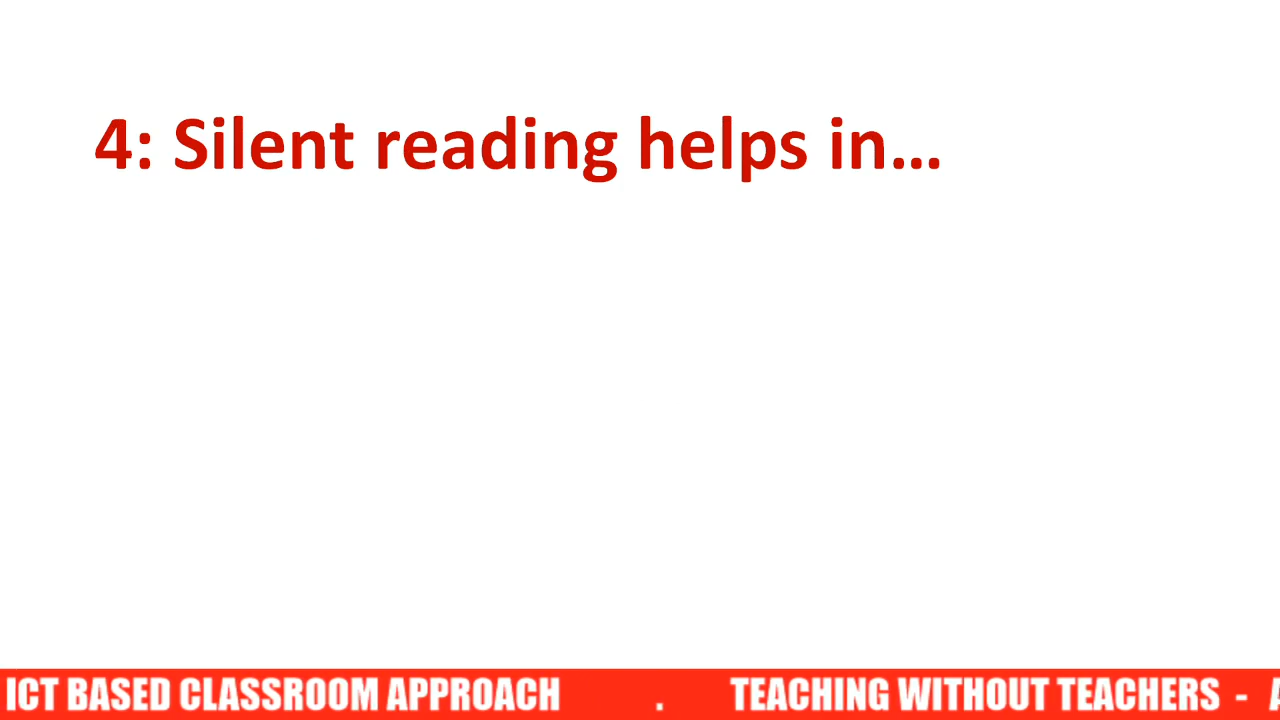 4: Silent reading helps in...
ICT BASED CLASSROOM APPROACH . TEACHING WITHOUT TEACHERS -